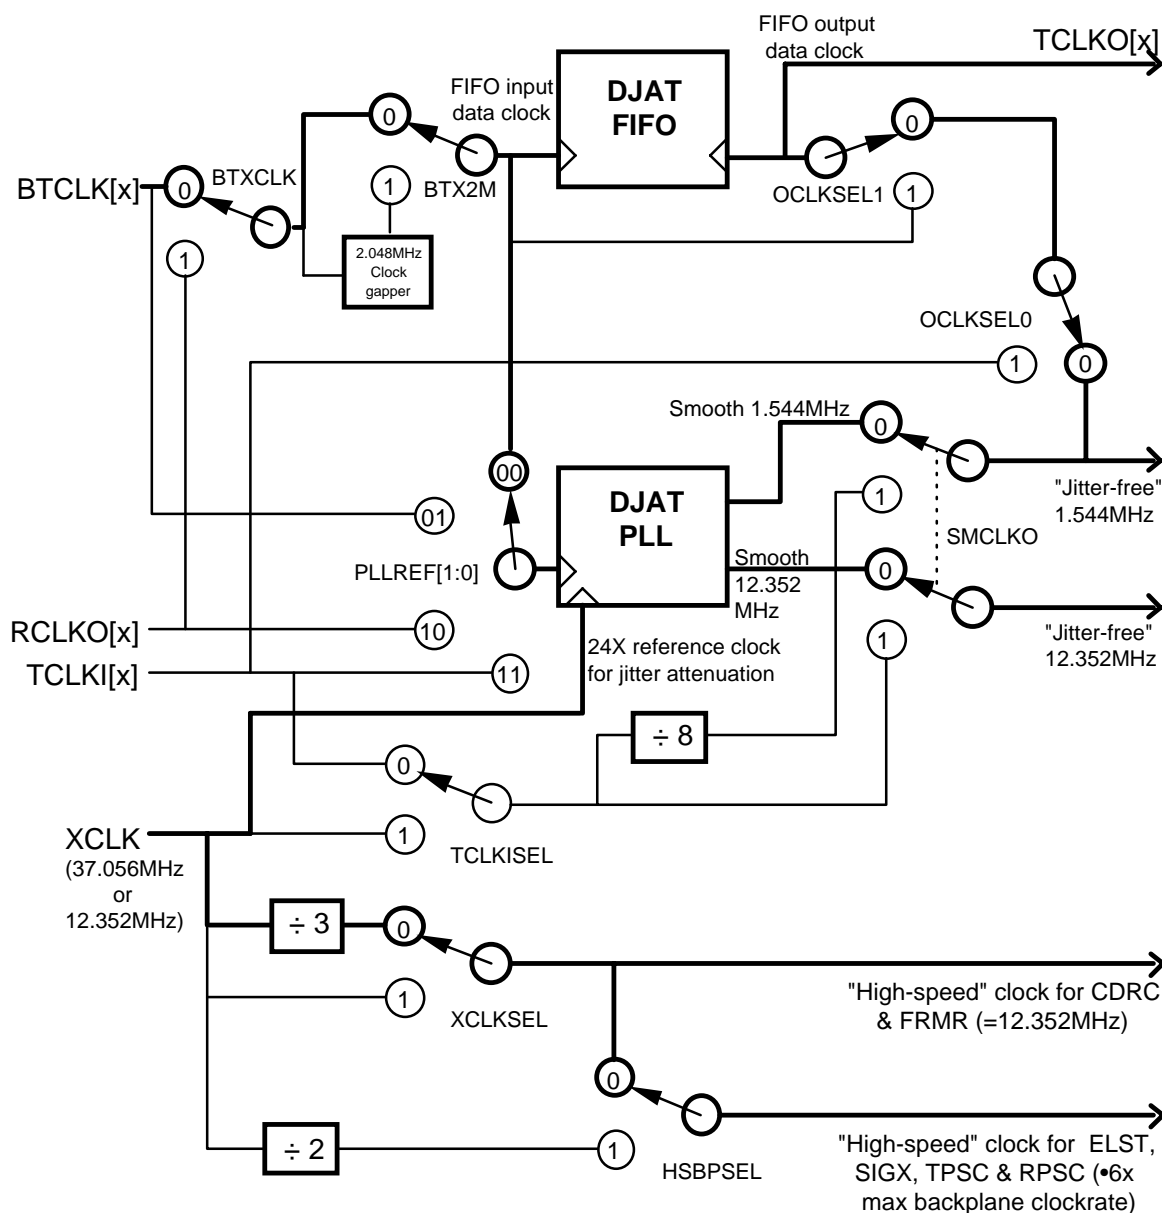 FIFO output
data clock
TCLKO[x]
FIFO input
data clock
DJAT
FIFO
0
0
BTCLK[x]
0
BTXCLK
1
BTX2M
OCLKSEL1
1
1
2.048MHz
Clock
gapper
OCLKSEL0
1
0
Smooth 1.544MHz
0
00
DJAT
PLL
1
"Jitter-free"
1.544MHz
01
SMCLKO
PLLREF[1:0]
Smooth
12.352
MHz
0
RCLKO[x]
10
1
"Jitter-free"
12.352MHz
TCLKI[x]
11
24X reference clock
for jitter attenuation
÷ 8
0
XCLK
(37.056MHz
or
12.352MHz)
1
TCLKISEL
÷ 3
0
1
XCLKSEL
"High-speed" clock for CDRC
& FRMR (=12.352MHz)
0
÷ 2
1
HSBPSEL
"High-speed" clock for ELST,
SIGX, TPSC & RPSC (•6x
max backplane clockrate)